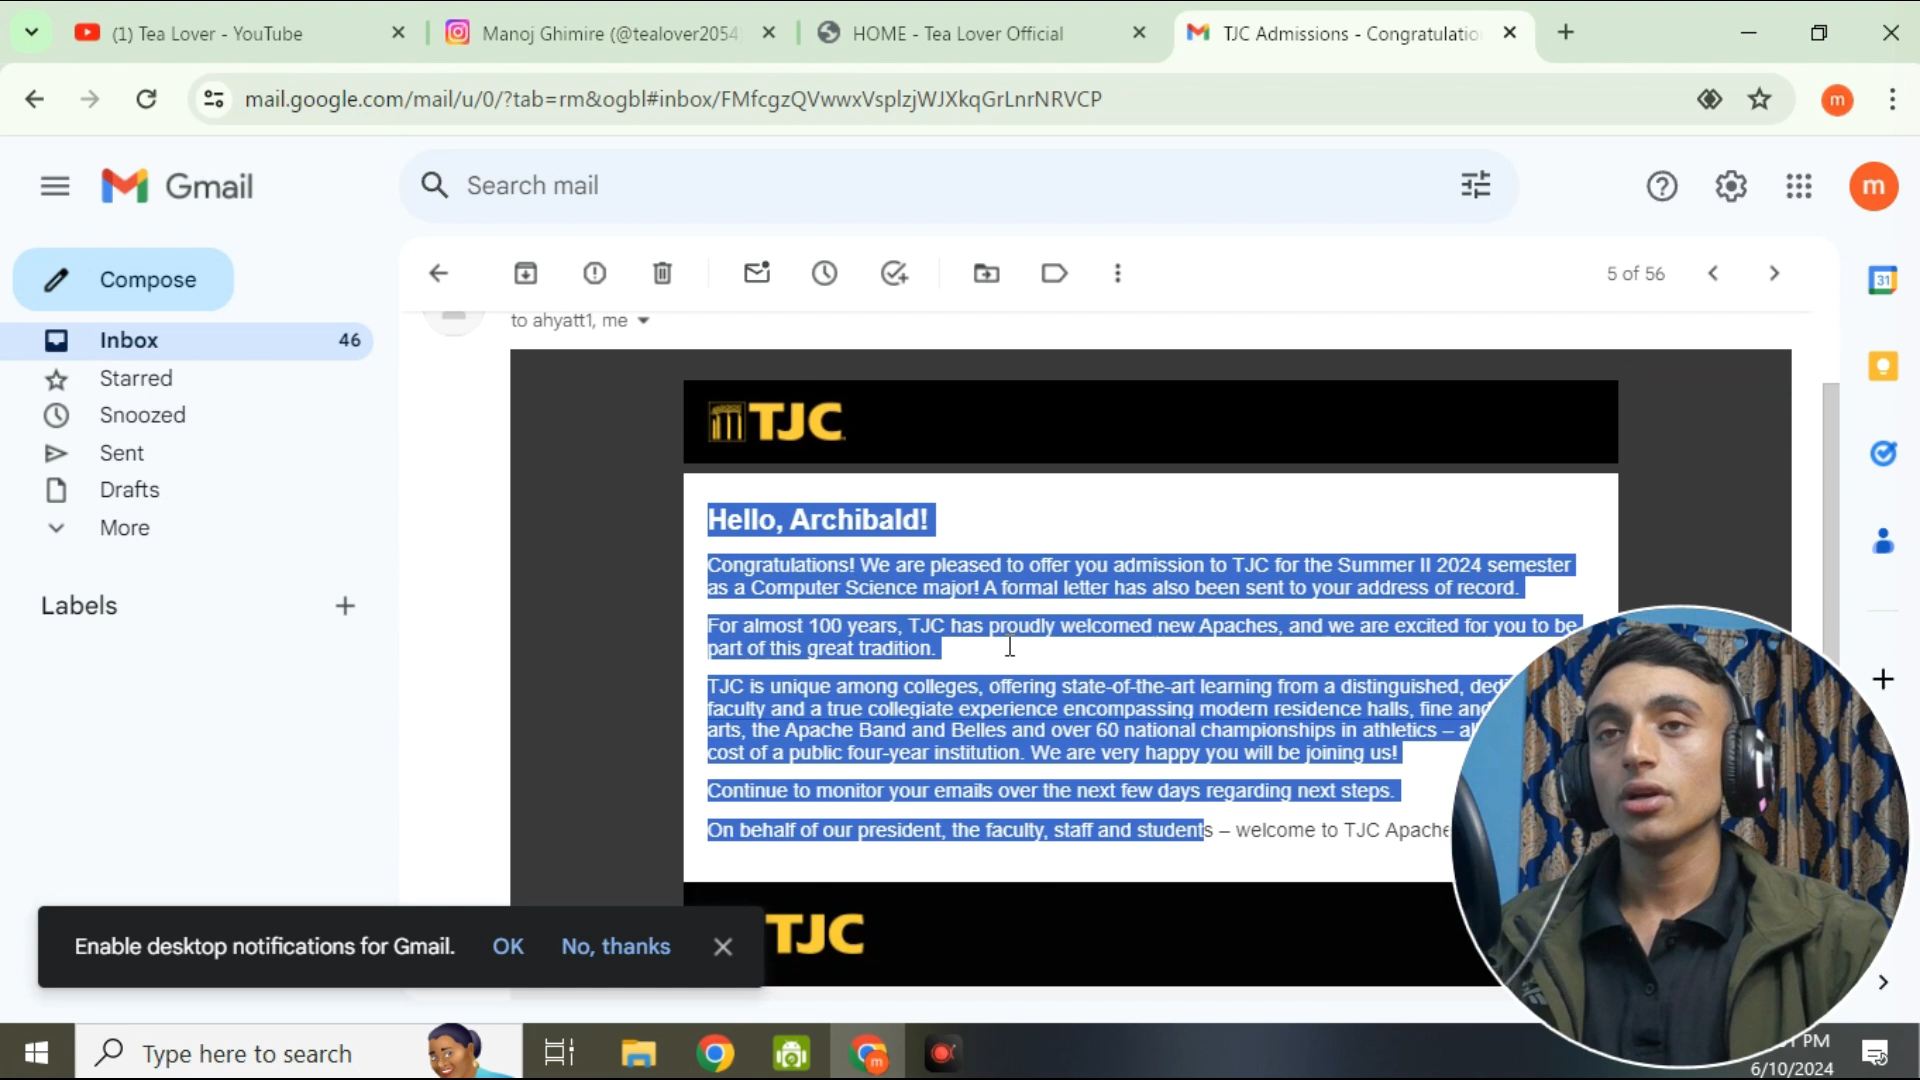 (1) Tea Lover - YouTube
Manoj Ghimire (@tealover2054
HOME - Tea Lover Official
TJC Admissions - Congratulatio
mail.google.com/mail/u/0/?tab=rm&ogbl#inbox/FMfcgzQVwwxVsplzjWJXkqGrLnrNRVCP
m
Gmail
Search mail
m
Compose
5 of 56
31
Inbox 46
Starred
Snoozed
Sent
Drafts
More
Labels
to ahyatt1, me
TJC
Hello, Archibald!
Congratulations! We are pleased to offer you admission to TJC for the Summer II 2024 semester
as a Computer Science major! A formal letter has also been sent to your address of record.
For almost 100 years, TJC has proudly welcomed new Apaches, and we are excited for you to be
part of this great tradition.
TJC is unique among colleges, offering state-of-the-art learning from a distinguished, dedi
faculty and a true collegiate experience encompassing modern residence halls, fine and
arts, the Apache Band and Belles and over 60 national championships in athletics – al
cost of a public four-year institution. We are very happy you will be joining us!
Continue to monitor your emails over the next few days regarding next steps.
On behalf of our president, the faculty, staff and students – welcome to TJC Apache
TJC
Enable desktop notifications for Gmail. OK No, thanks
Type here to search
m
PM
6/10/2024